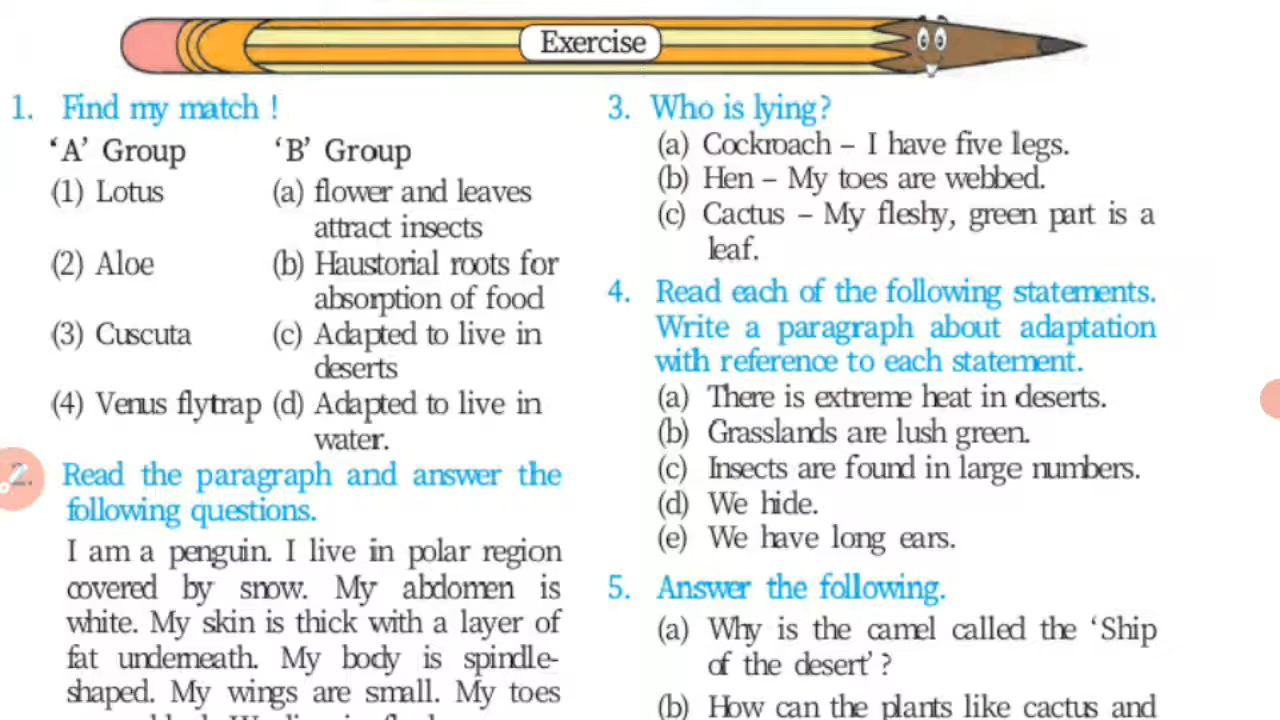 Exercise
1. Find my match !
‘A’ Group ‘B’ Group
(1) Lotus (a) flower and leaves
attract insects
(2) Aloe (b) Haustorial roots for
absorption of food
(3) Cuscuta (c) Adapted to live in
deserts
(4) Venus flytrap (d) Adapted to live in
water.
2. Read the paragraph and answer the
following questions.
I am a penguin. I live in polar region
covered by snow. My abdomen is
white. My skin is thick with a layer of
fat underneath. My body is spindle-
shaped. My wings are small. My toes
3. Who is lying?
(a) Cockroach – I have five legs.
(b) Hen – My toes are webbed.
(c) Cactus – My fleshy, green part is a
leaf.
4. Read each of the following statements.
Write a paragraph about adaptation
with reference to each statement.
(a) There is extreme heat in deserts.
(b) Grasslands are lush green.
(c) Insects are found in large numbers.
(d) We hide.
(e) We have long ears.
5. Answer the following.
(a) Why is the camel called the ‘Ship
of the desert’ ?
(b) How can the plants like cactus and